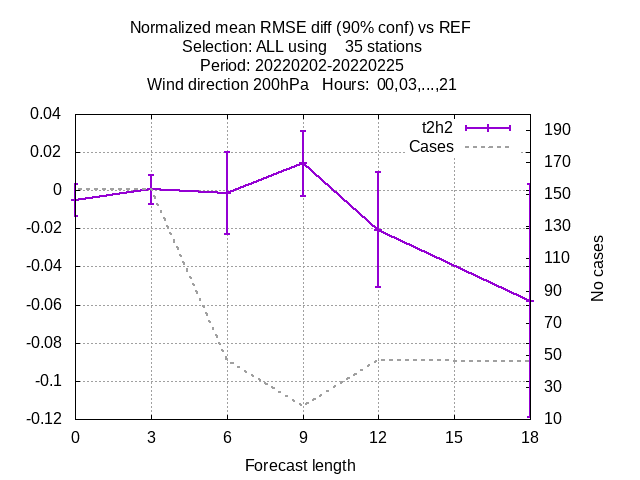 Normalized mean RMSE diff (90% conf) vs REF
Selection: ALL using    35 stations
Period: 20220202-20220225
Wind direction 200hPa   Hours:  00,03,...,21
t2h2
Cases
0.04
0.02
0
-0.02
-0.04
-0.06
-0.08
-0.1
-0.12
190
170
150
130
110
90
70
50
30
10
No cases
0 3 6 9 12 15 18
Forecast length